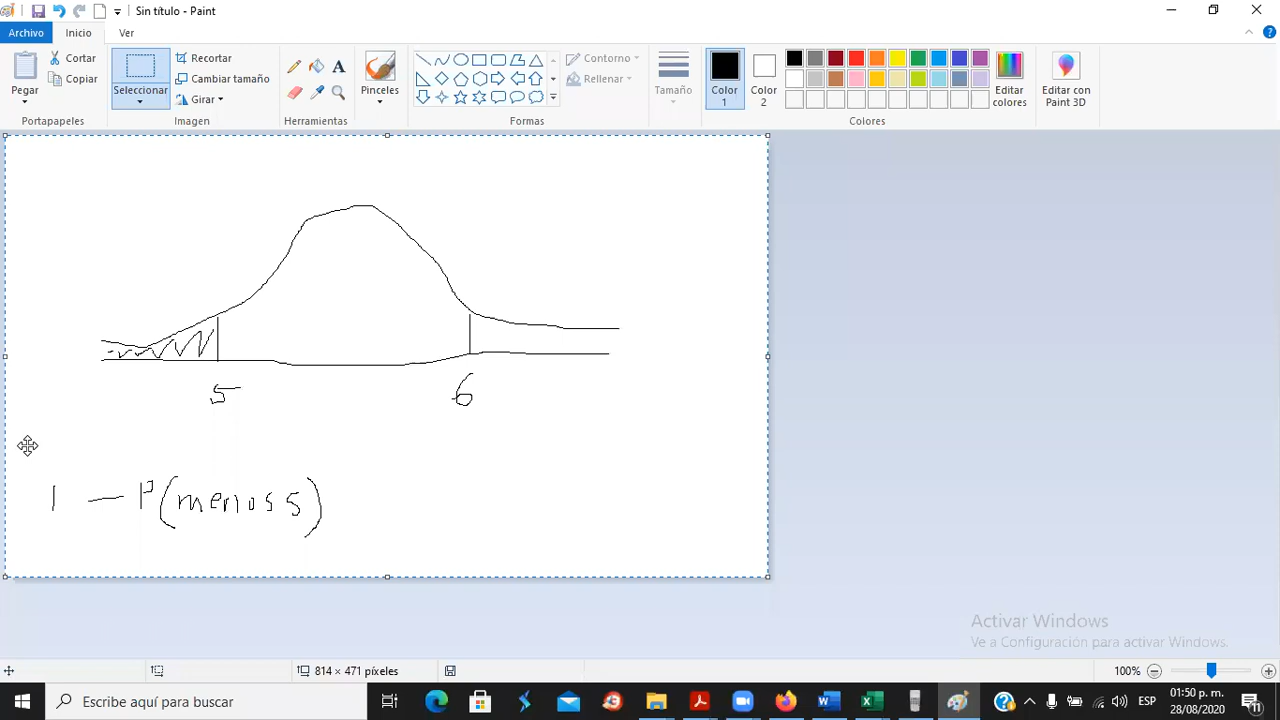 Sin título - Paint
Archivo Inicio Ver
Pegar
Cortar
Copiar
Portapapeles
Seleccionar
Recortar
Cambiar tamaño
Girar
Imagen
A
Herramientas
Pinceles
Contorno
Rellenar
Formas
Tamaño
Color 1
Color 2
Editar colores
Editar con Paint 3D
Colores
5 6
1 — P(menos 5)
Activar Windows
Ve a Configuración para activar Windows.
814 × 471 píxeles
100%
Escribe aquí para buscar
ESP
01:50 p. m.
28/08/2020
11